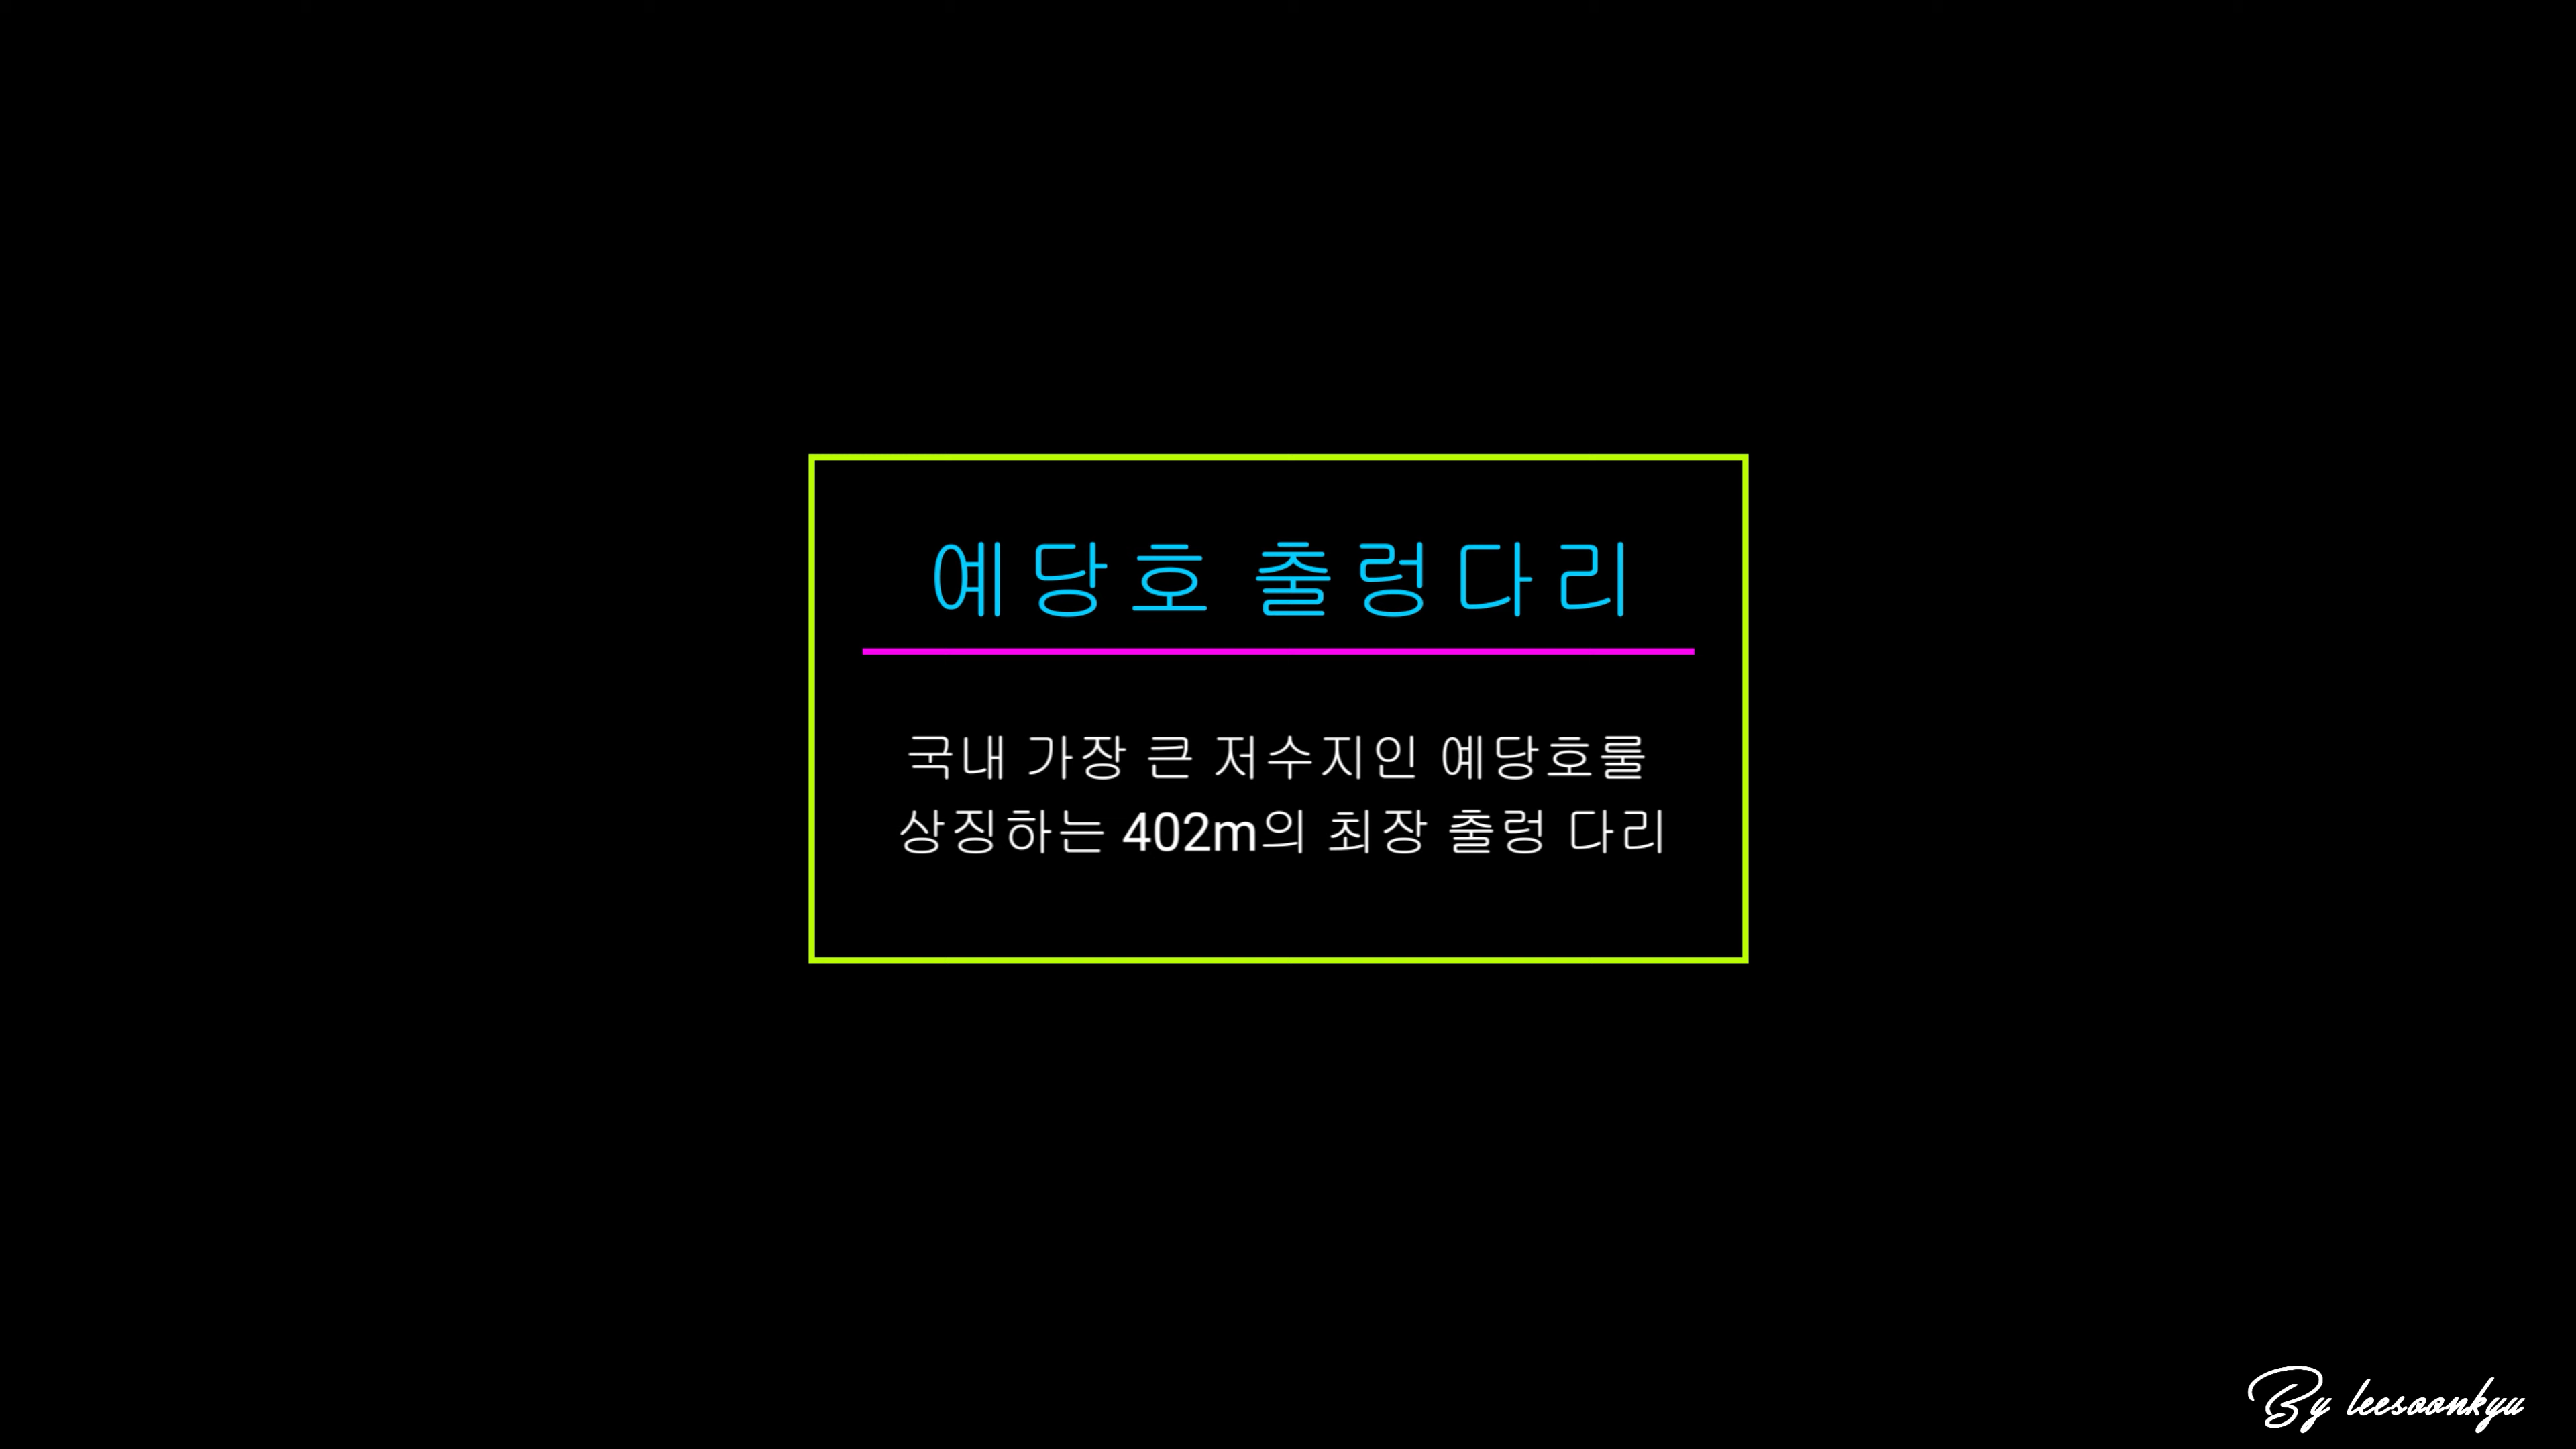 예당호 출렁다리
국내 가장 큰 저수지인 예당호룰
상징하는 402m의 최장 출렁 다리
By leesoonkyu